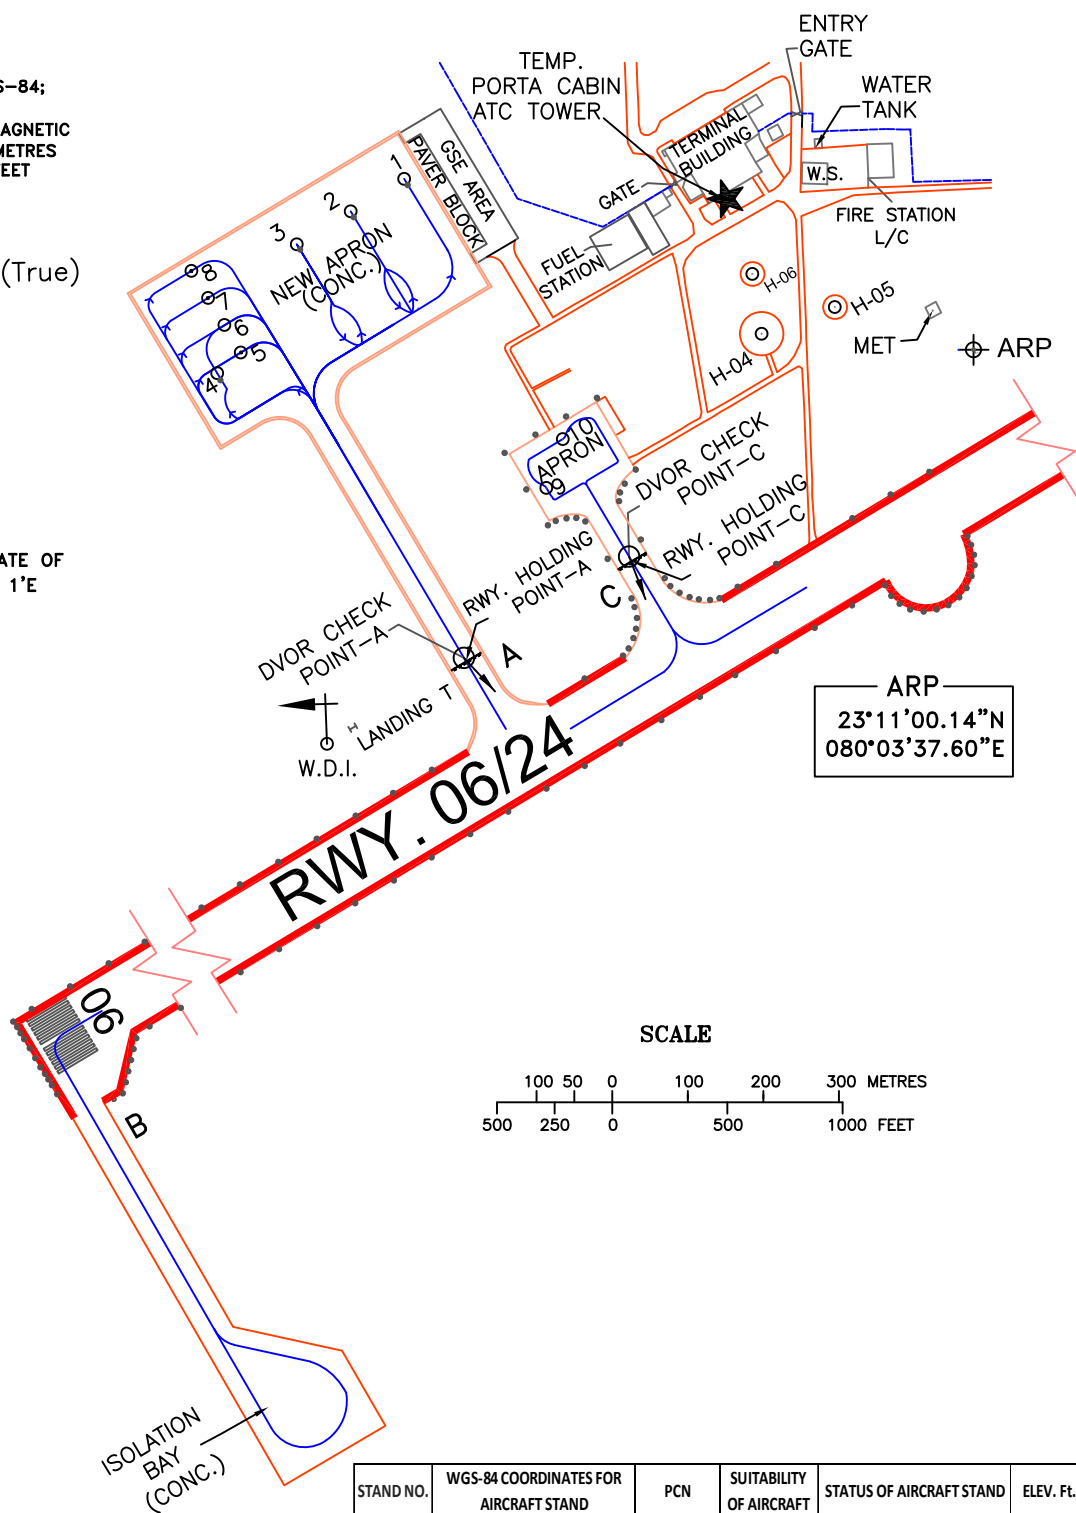 S-84;
AGNETIC
METRES
FEET
(True)
ATE OF
1'E
ENTRY
GATE
TEMP.
PORTA CABIN
ATC TOWER
WATER
TANK
TERMINAL
BUILDING
W.S.
GATE
FIRE STATION
L/C
FUEL
STATION
GSE AREA
PAVER BLOCK
1
2
3
NEW APRON
(CONC.)
8
7
6
5
4
H-06
H-05
H-04
MET
ARP
10
APRON
09
DVOR CHECK
POINT-C
RWY. HOLDING
POINT-C
RWY. HOLDING
POINT-A
C
DVOR CHECK
POINT-A
A
LANDING T
W.D.I.
ARP
23°11'00.14"N
080°03'37.60"E
RWY. 06/24
06
B
SCALE
100 50 0 100 200 300 METRES
500 250 0 500 1000 FEET
ISOLATION
BAY
(CONC.)
STAND NO. WGS-84 COORDINATES FOR AIRCRAFT STAND PCN SUITABILITY OF AIRCRAFT STATUS OF AIRCRAFT STAND ELEV. Ft.